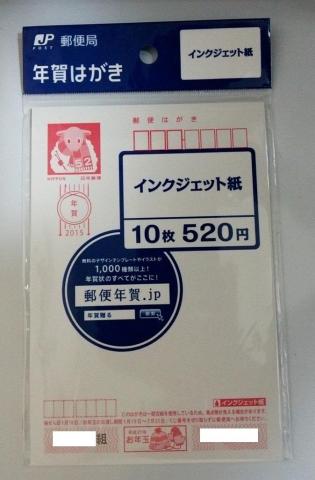 JP
POST
郵便局
年賀はがき
インクジェット紙
郵便はがき
52
NIPPON
日本郵便
年賀
2015
インクジェット紙
10枚 520円
無料のデザインテンプレートやイラストが
1,000種類以上!
年賀状のすべてがここに!
郵便年賀.jp
年賀贈る
検索
インクジェット紙
組
お年玉